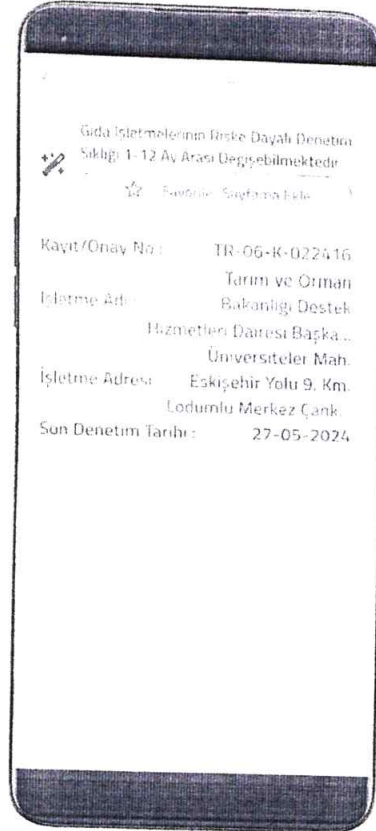 Gıda İşletmelerinin Riske Dayalı Denetim
Sıklığı 1-12 Ay Arası Değişebilmektedir
Favorile Sayfama Ekle
Kayıt/Onay No : TR-06-K-022416
İşletme Adı : Tarım ve Orman
Bakanlığı Destek
Hizmetleri Dairesi Başka...
İşletme Adresi : Üniversiteler Mah.
Eskişehir Yolu 9. Km.
Lodumlu Merkez Çank...
Son Denetim Tarihi : 27-05-2024